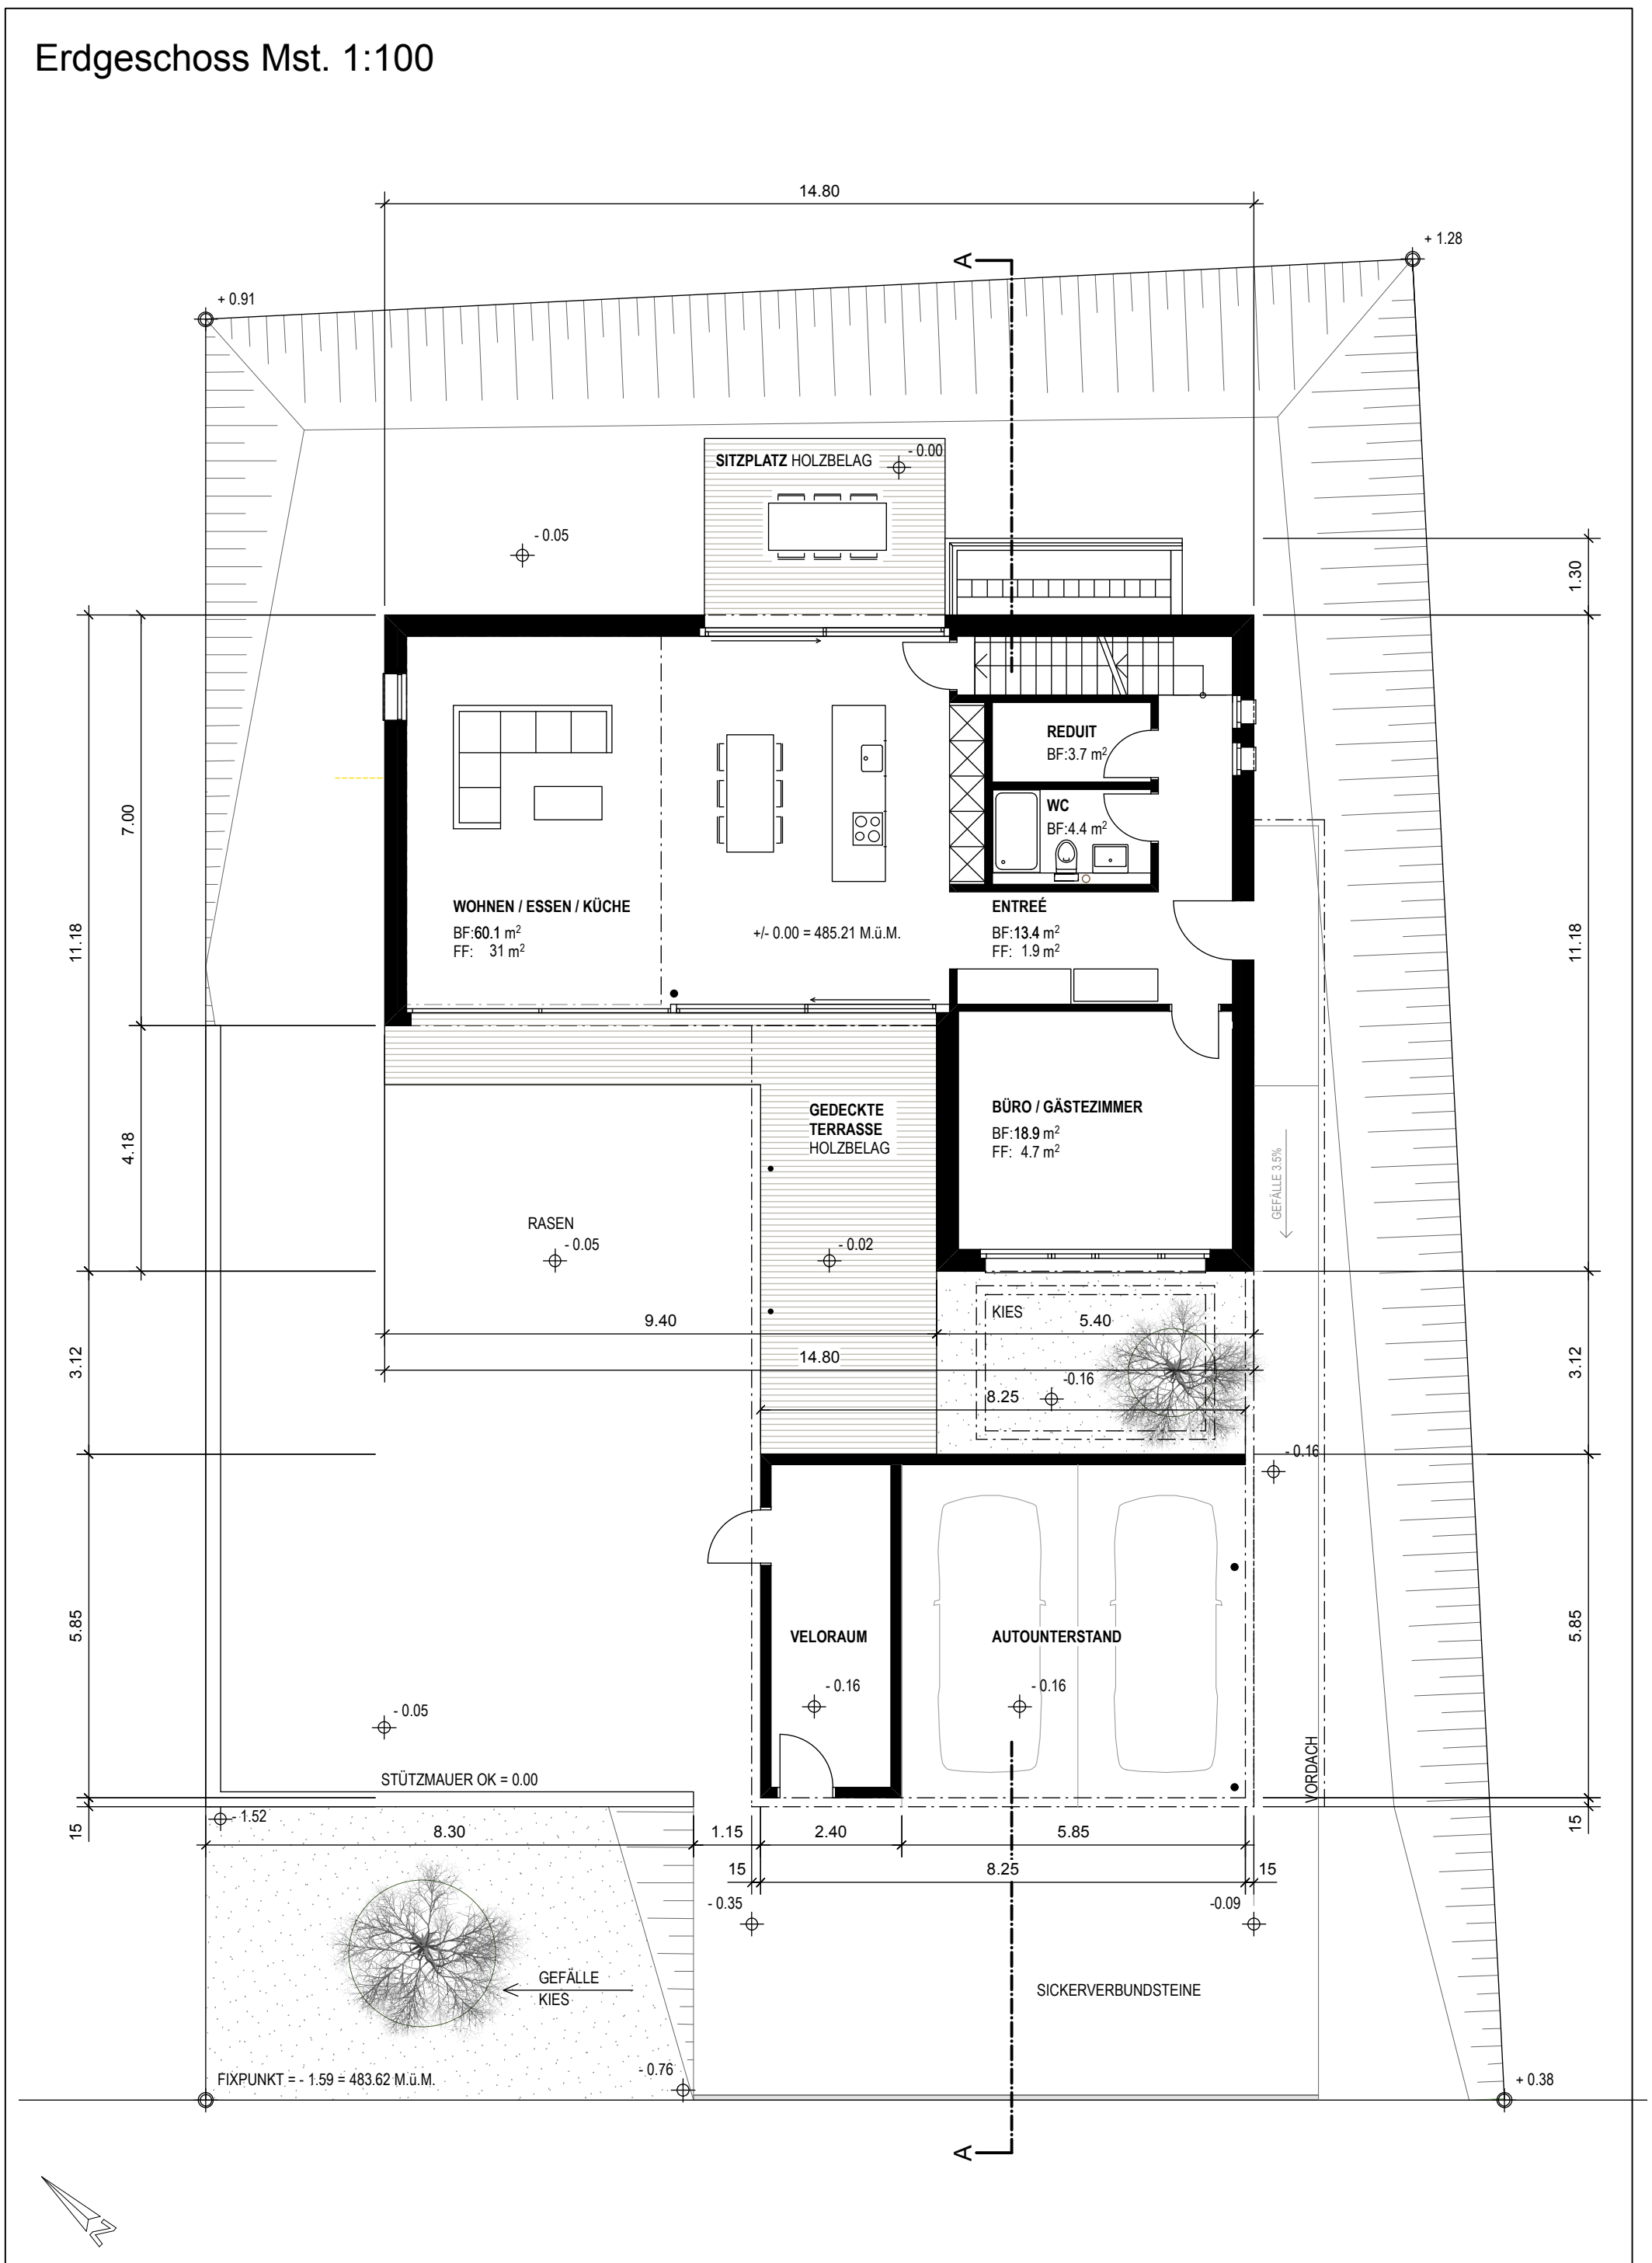 Erdgeschoss Mst. 1:100
14.80
A
+ 1.28
+ 0.91
SITZPLATZ HOLZBELAG
- 0.00
- 0.05
1.30
REDUIT
BF:3.7 m²
WC
BF:4.4 m²
7.00
11.18
WOHNEN / ESSEN / KÜCHE
BF:60.1 m²
FF: 31 m²
+/- 0.00 = 485.21 M.ü.M.
ENTREÉ
BF:13.4 m²
FF: 1.9 m²
11.18
4.18
GEDECKTE
TERRASSE
HOLZBELAG
BÜRO / GÄSTEZIMMER
BF:18.9 m²
FF: 4.7 m²
GEFÄLLE 3.5%
RASEN
- 0.05
- 0.02
KIES
9.40
5.40
3.12
14.80
3.12
-0.16
8.25
- 0.16
5.85
VELORAUM
AUTOUNTERSTAND
5.85
- 0.16
- 0.16
- 0.05
VORDACH
STÜTZMAUER OK = 0.00
15
- 1.52
15
8.30
1.15
2.40
5.85
15
8.25
15
- 0.35
-0.09
GEFÄLLE
KIES
SICKERVERBUNDSTEINE
- 0.76
FIXPUNKT = - 1.59 = 483.62 M.ü.M.
+ 0.38
A
N